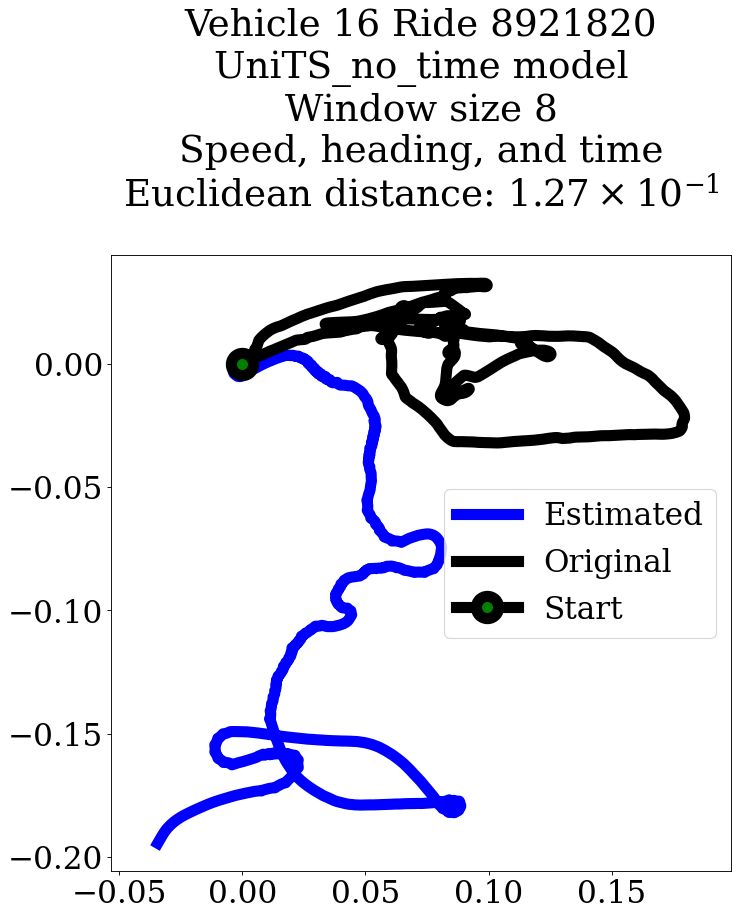 Vehicle 16 Ride 8921820
UniTS_no_time model
Window size 8
Speed, heading, and time
Euclidean distance: 1.27 × 10⁻¹
0.00
−0.05
−0.10
−0.15
−0.20
Estimated
Original
Start
−0.05 0.00 0.05 0.10 0.15